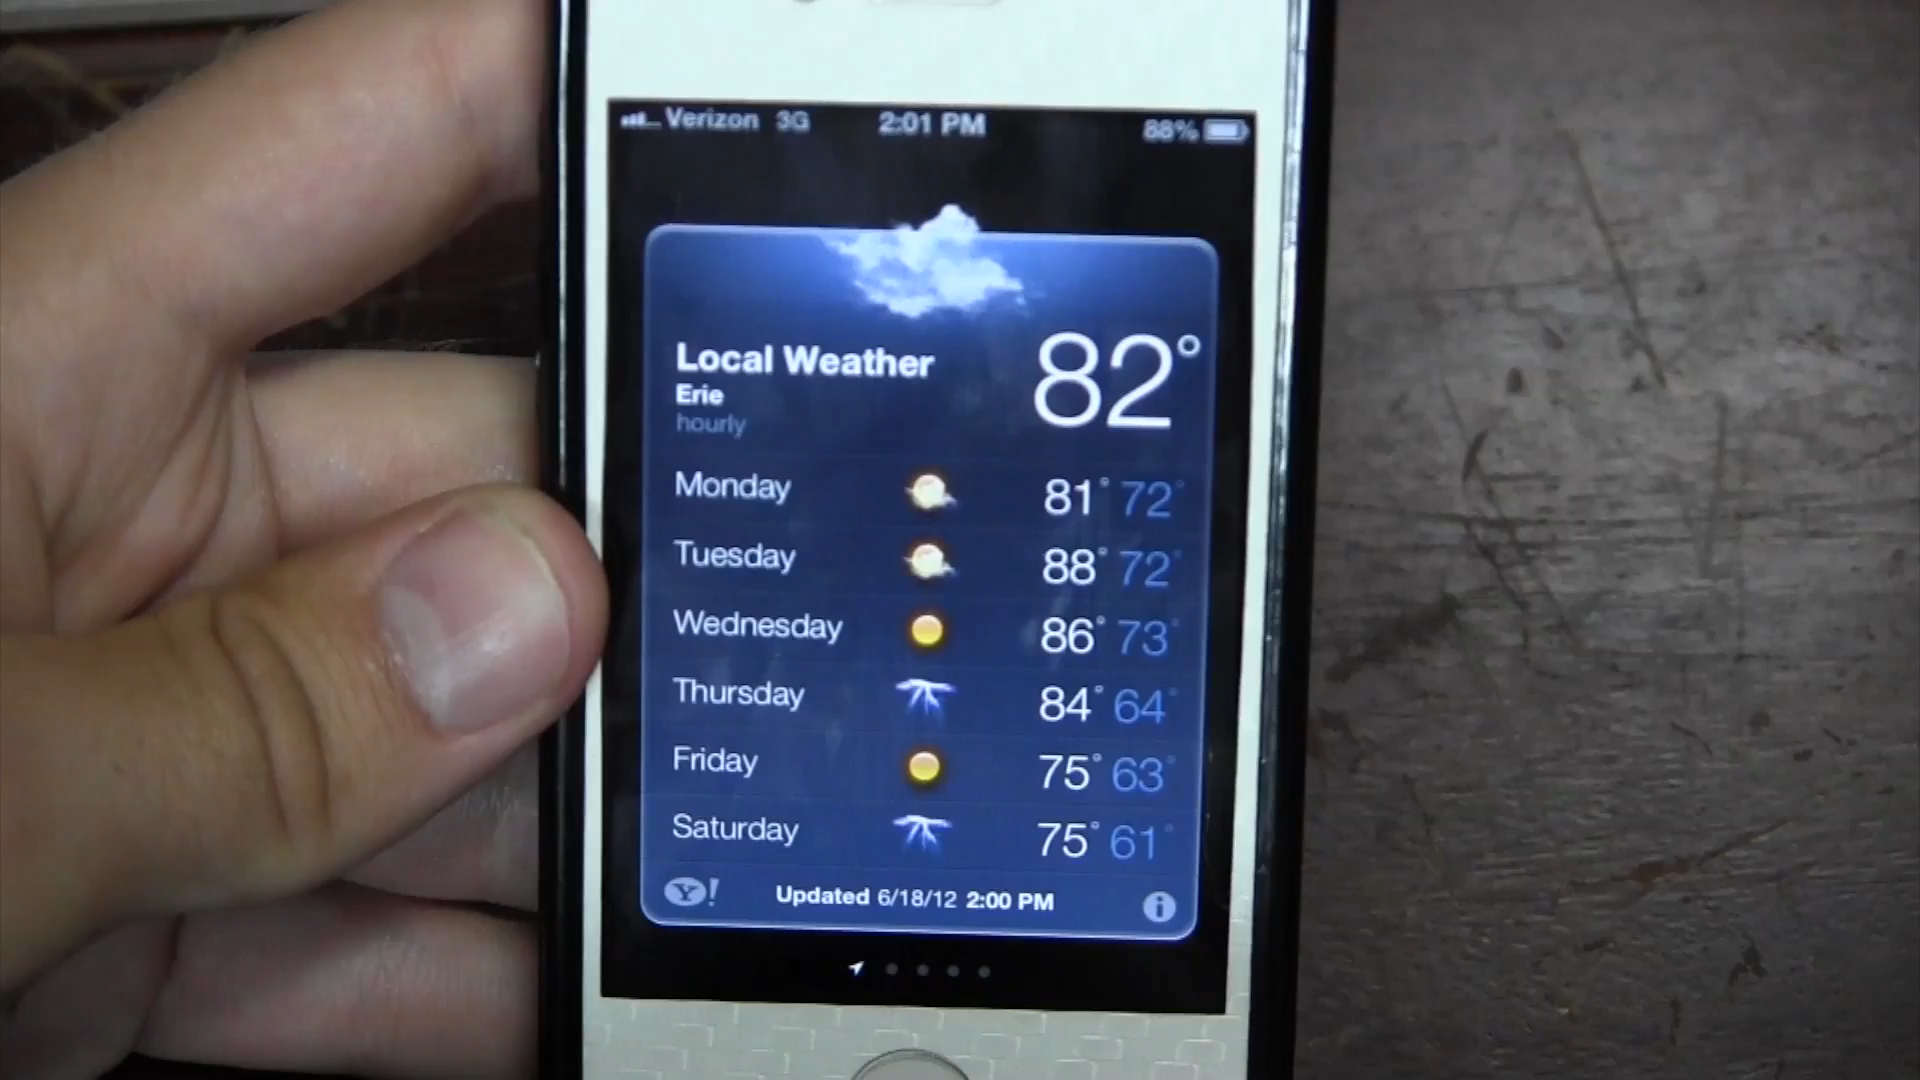 Verizon 3G 2:01 PM 88%
Local Weather
Erie
hourly
82°
Monday 81° 72°
Tuesday 88° 72°
Wednesday 86° 73°
Thursday 84° 64°
Friday 75° 63°
Saturday 75° 61°
Y! Updated 6/18/12 2:00 PM i